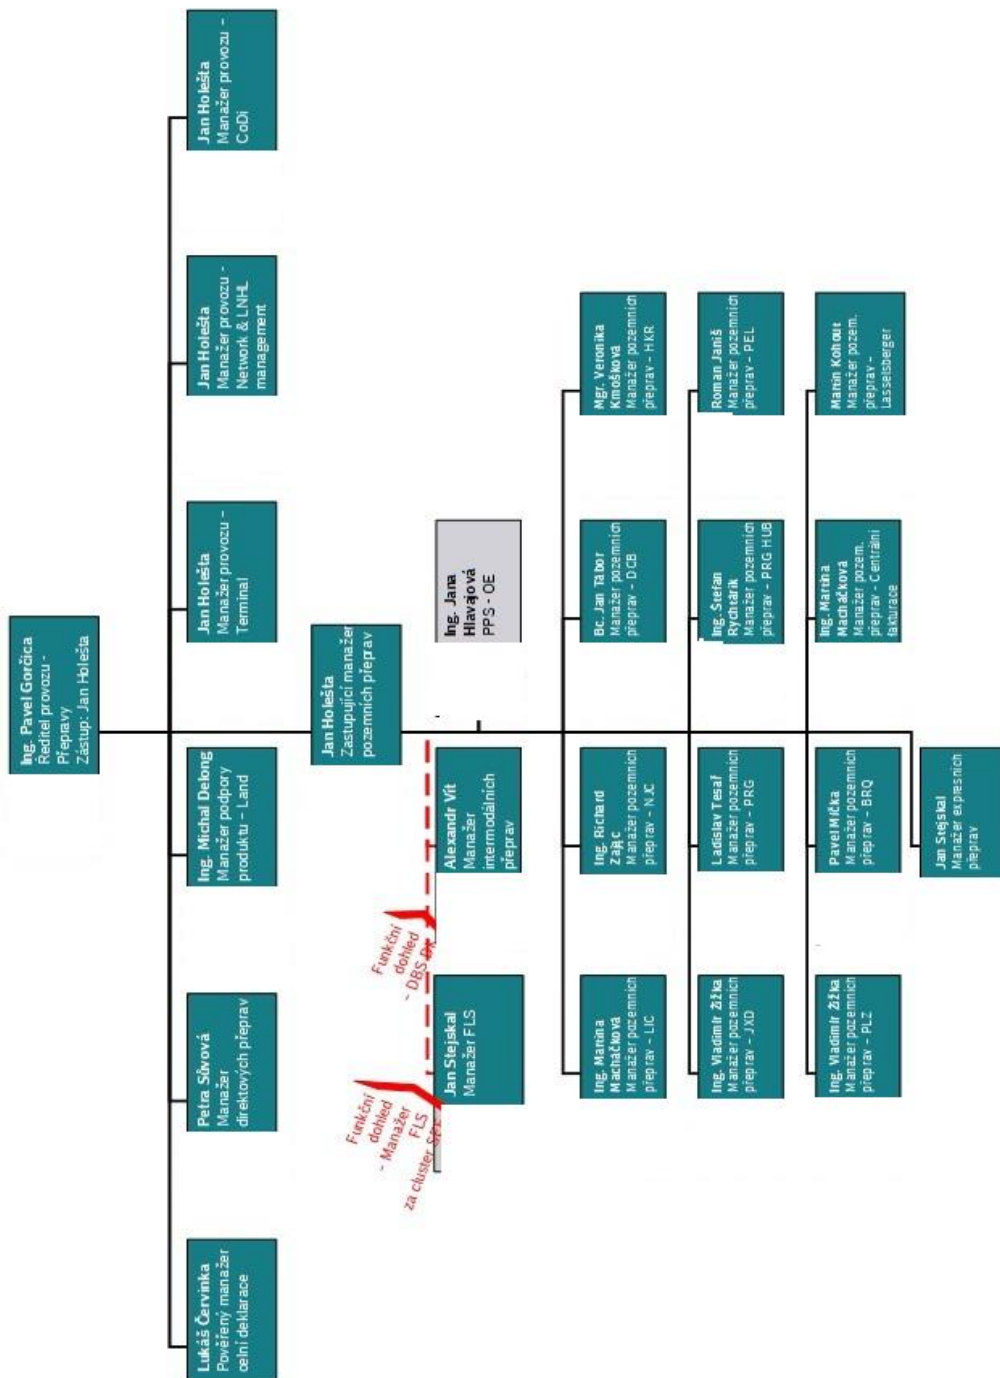 Ing. Pavel Gorčica
Ředitel provozu -
Přepravy
Zástup: Jan Holešta
Lukáš Červinka
Pověřený manažer
celní deklarace
Petra Sůvová
Manažer
direktových přeprav
Ing. Michal Delong
Manažer podpory
produktu – Land
Jan Holešta
Manažer provozu –
Terminal
Jan Holešta
Manažer provozu –
Network & LNHL
management
Jan Holešta
Manažer provozu –
CoDi
Jan Holešta
Zastupující manažer
pozemních přeprav
Funkční
dohled
- Manažer
FLS
za cluster
Funkční
dohled
- DBS
Jan Stejskal
Manažer FLS
Alexandr Vít
Manažer
intermodálních
přeprav
Ing. Jana
Hlavajová
PPS - OE
Ing. Martina
Macháčková
Manažer pozemních
přeprav – LIC
Ing. Richard
Zajíc
Manažer pozemních
přeprav – NJC
Bc. Jan Tábor
Manažer pozemních
přeprav – DCB
Mgr. Veronika
Kmošková
Manažer pozemních
přeprav – HKR
Ing. Vladimír Žižka
Manažer pozemních
přeprav – JXD
Ladislav Tesař
Manažer pozemních
přeprav – PRG
Ing. Štefan
Rychtárik
Manažer pozemních
přeprav – PRG HUB
Roman Janiš
Manažer pozemních
přeprav – PEL
Ing. Vladimír Žižka
Manažer pozemních
přeprav – PLZ
Pavel Mička
Manažer pozemních
přeprav – BRQ
Ing. Martina
Macháčková
Manažer pozem.
přeprav – Centrální
fakturace
Martin Kohout
Manažer pozem.
přeprav –
Lasselsberger
Jan Stejskal
Manažer expresních
přeprav